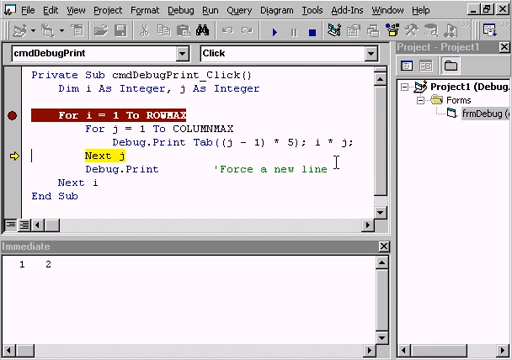 File Edit View Project Format Debug Run Query Diagram Tools Add-Ins Window Help
cmdDebugPrint Click
Private Sub cmdDebugPrint_Click()
Dim i As Integer, j As Integer
For i = 1 To ROWMAX
For j = 1 To COLUMNMAX
Debug.Print Tab((j - 1) * 5); i * j;
Next j
Debug.Print 'Force a new line
Next i
End Sub
Immediate
1 2
Project - Project1
Project1 (Debug.
Forms
frmDebug (